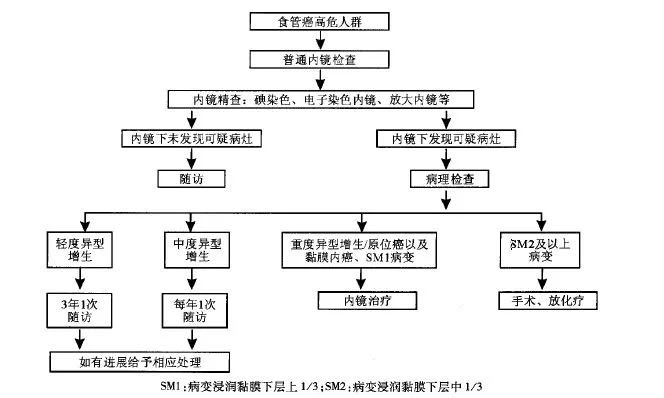 食管癌高危人群
普通内镜检查
内镜精查：碘染色、电子染色内镜、放大内镜等
内镜下未发现可疑病灶
内镜下发现可疑病灶
随访
病理检查
轻度异型
增生
中度异型
增生
重度异型增生/原位癌以及
黏膜内癌、SM1病变
SM2及以上
病变
3年1次
随访
每年1次
随访
内镜治疗
手术、放化疗
如有进展给予相应处理
SM1：病变浸润黏膜下层上1/3；SM2：病变浸润黏膜下层中1/3